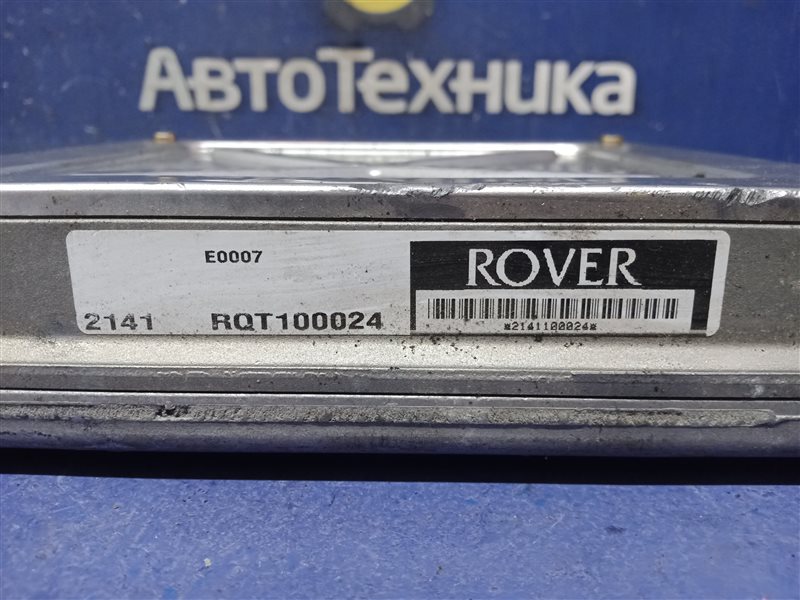 АвтоТехника
E0007
ROVER
2141 RQT100024
*2141100024*